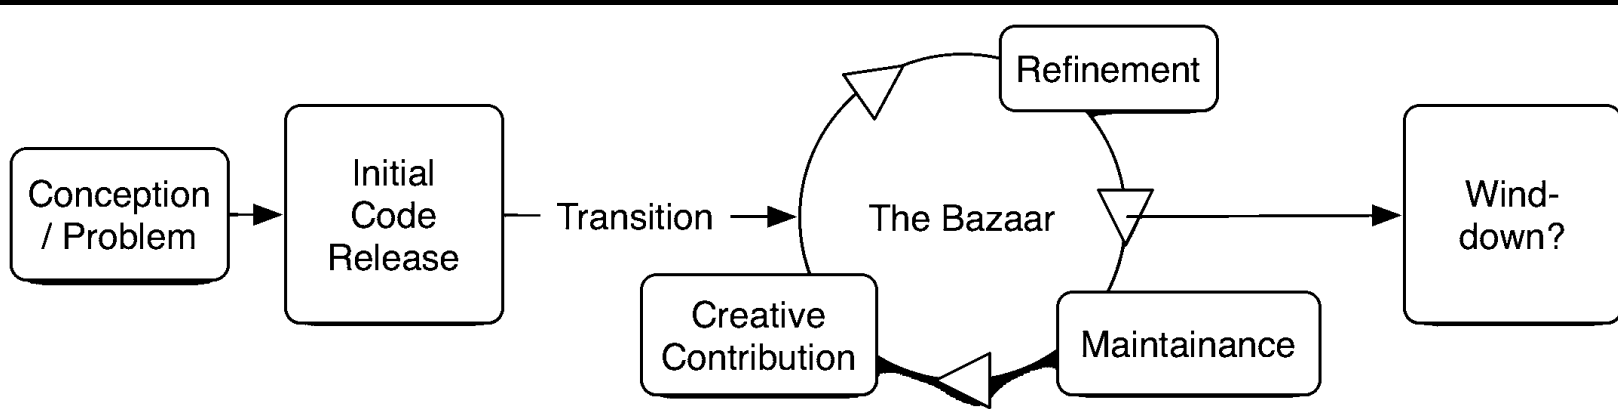 Conception
/ Problem
Initial
Code
Release
Transition
The Bazaar
Refinement
Maintainance
Creative
Contribution
Wind-
down?